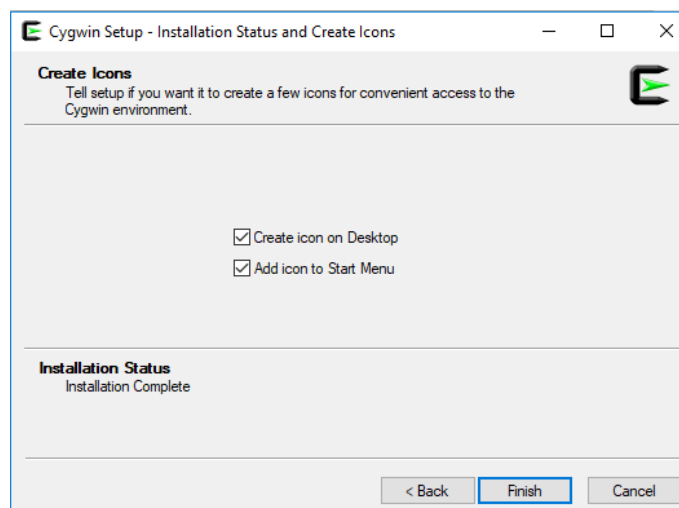 Cygwin Setup - Installation Status and Create Icons
Create Icons
Tell setup if you want it to create a few icons for convenient access to the
Cygwin environment.
Create icon on Desktop
Add icon to Start Menu
Installation Status
Installation Complete
< Back
Finish
Cancel